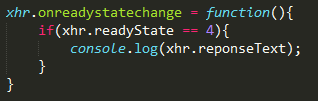 xhr.onreadystatechange = function(){
if(xhr.readyState == 4){
console.log(xhr.reponseText);
}
}